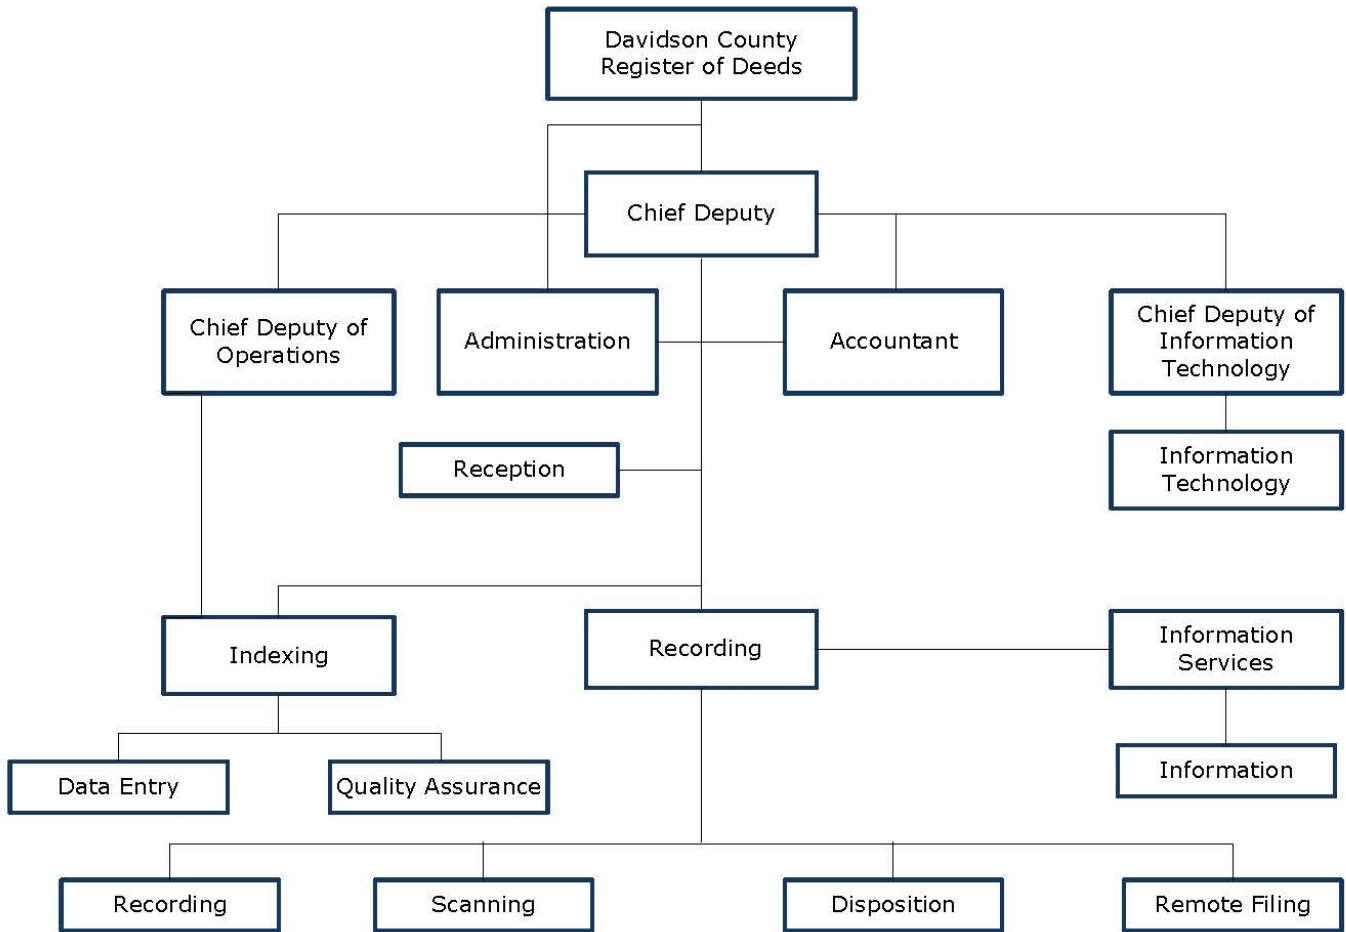 Davidson County
Register of Deeds
Chief Deputy
Chief Deputy of
Operations
Administration
Accountant
Chief Deputy of
Information
Technology
Reception
Information
Technology
Indexing
Recording
Information
Services
Data Entry
Quality Assurance
Information
Recording
Scanning
Disposition
Remote Filing